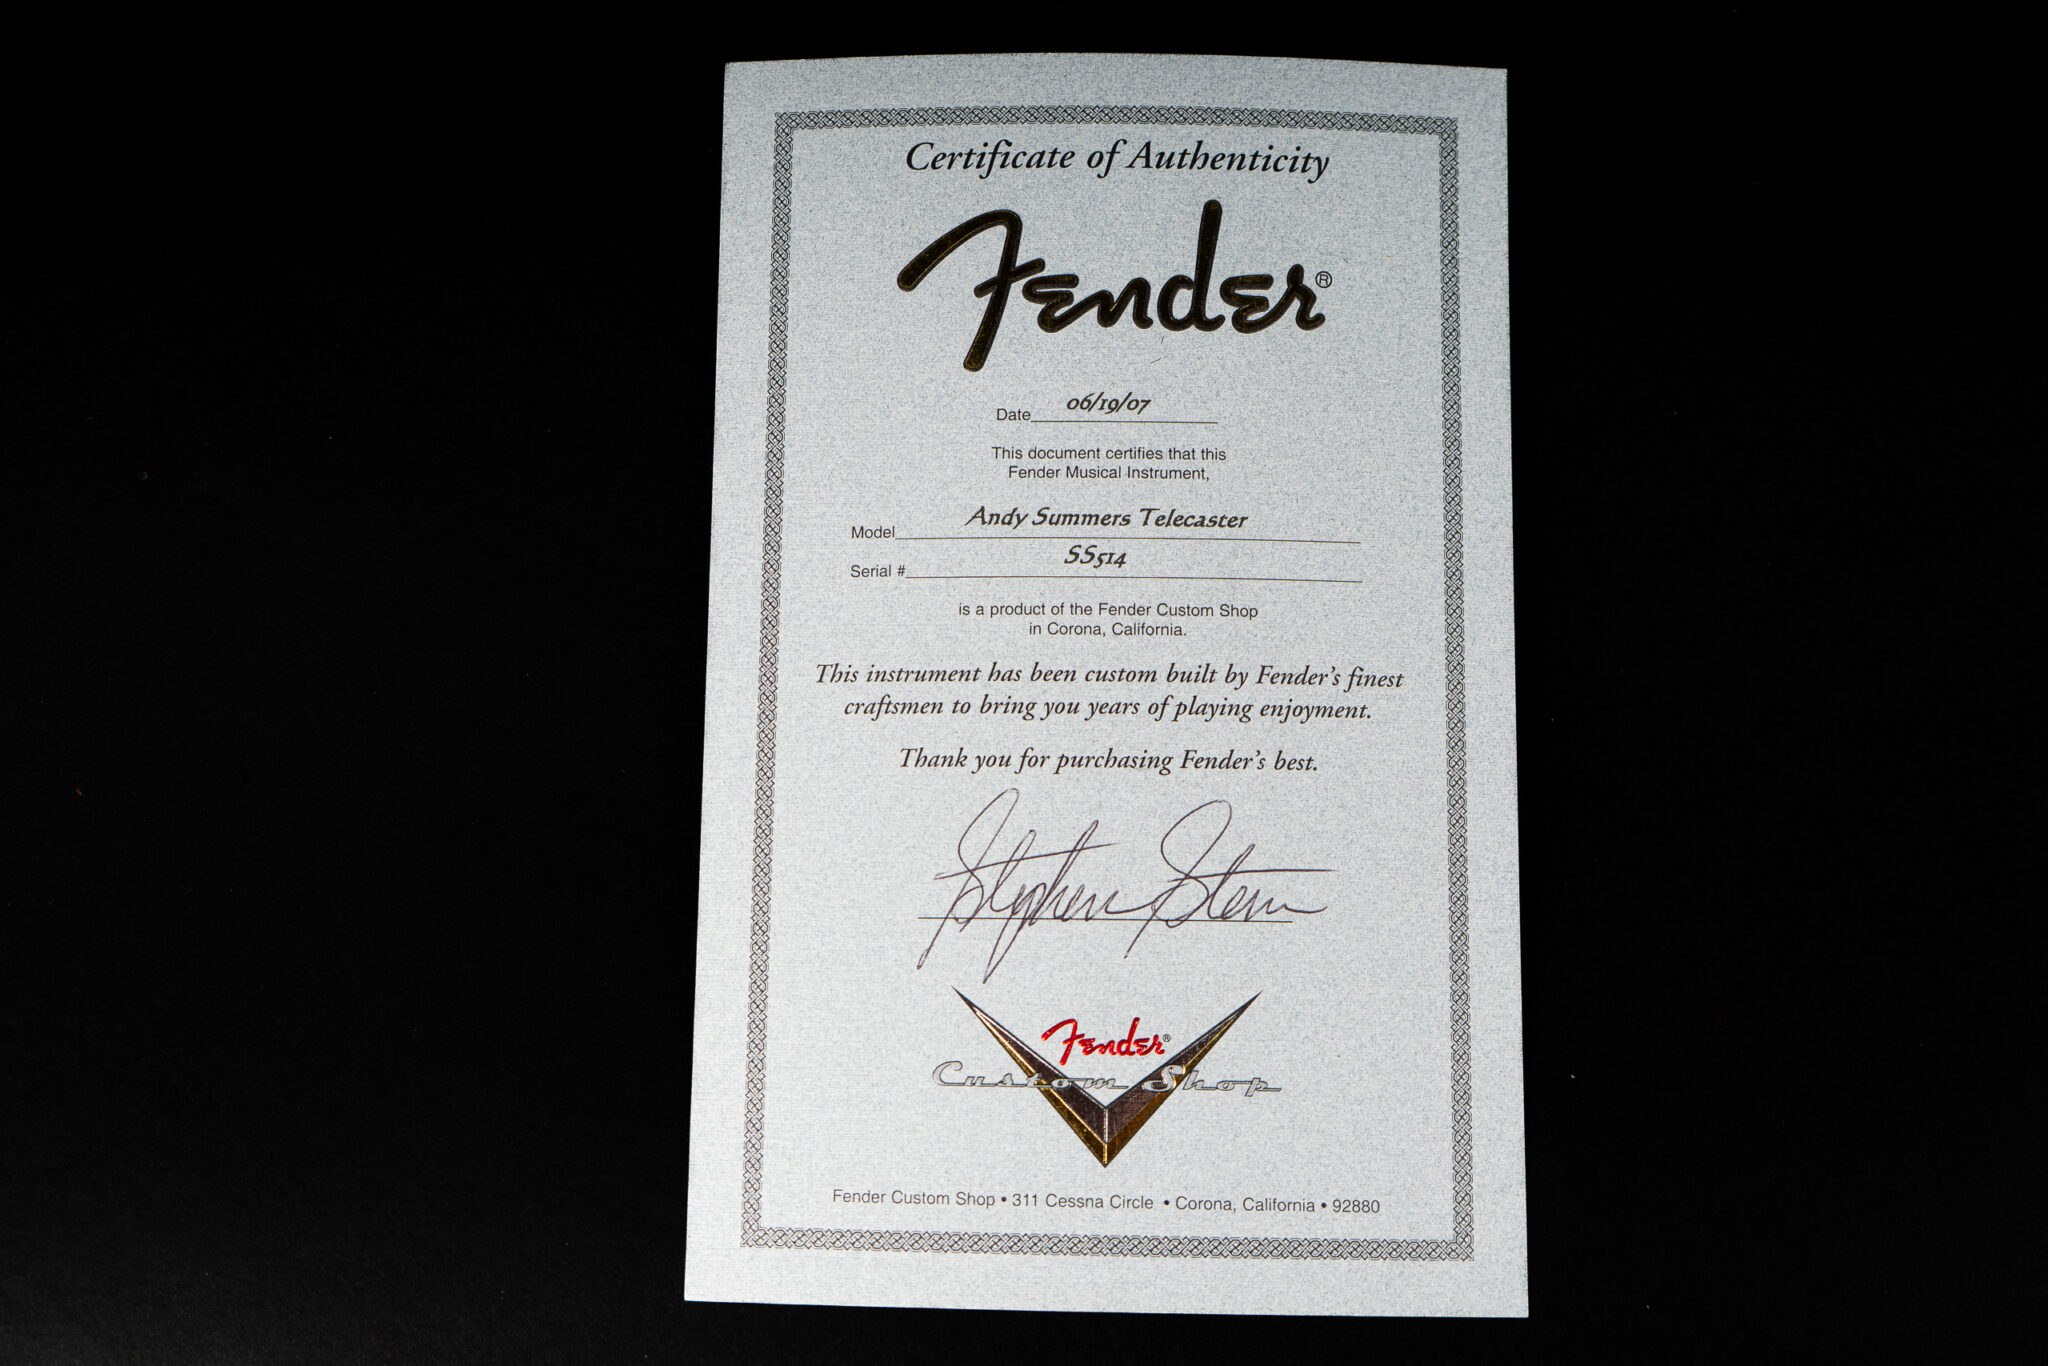 Certificate of Authenticity
Fender®
Date 06/19/07
This document certifies that this
Fender Musical Instrument,
Model Andy Summers Telecaster
Serial # SS514
is a product of the Fender Custom Shop
in Corona, California.
This instrument has been custom built by Fender's finest
craftsmen to bring you years of playing enjoyment.
Thank you for purchasing Fender's best.
Stephen Stern
Fender®
Custom Shop
Fender Custom Shop • 311 Cessna Circle • Corona, California • 92880